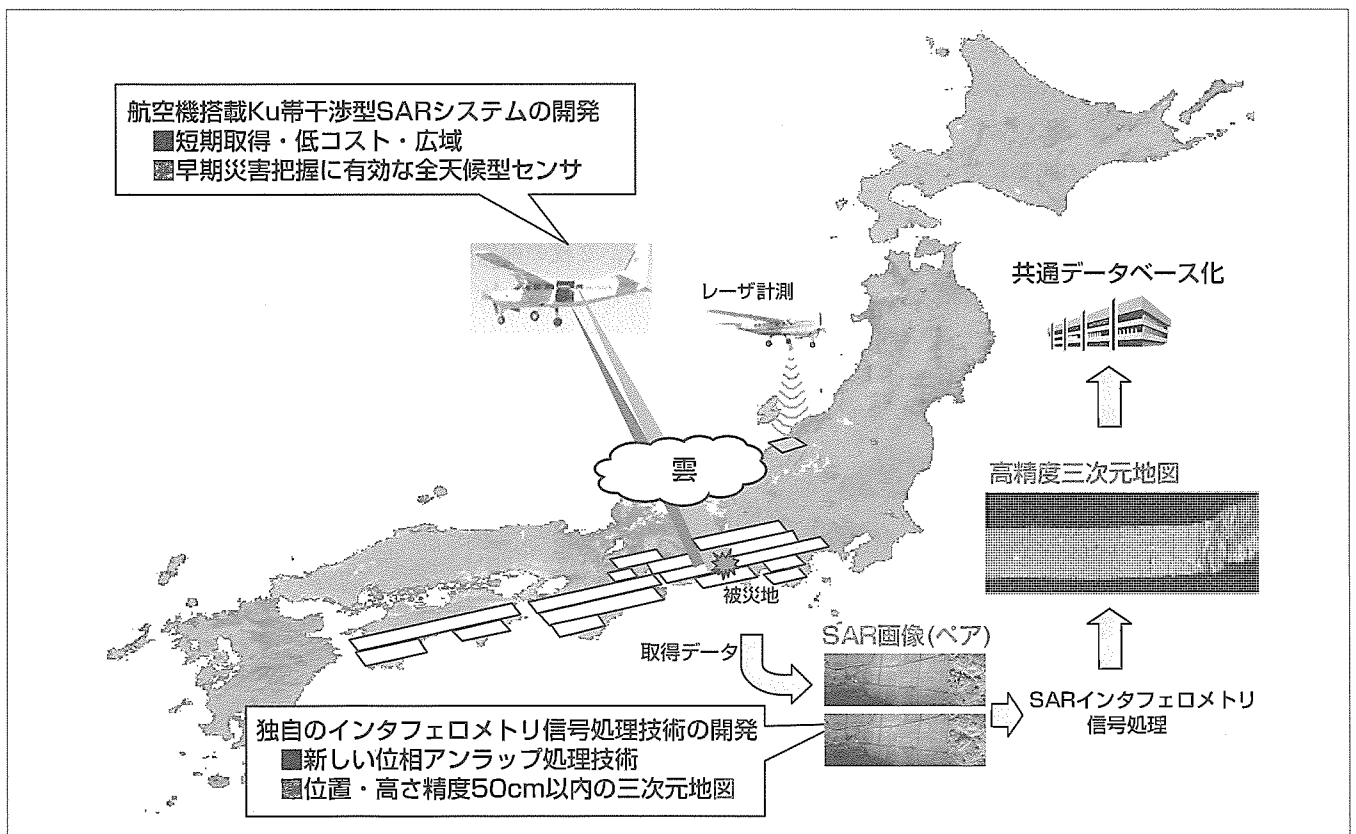 航空機搭載Ku帯干渉型SARシステムの開発
■短期取得・低コスト・広域
■早期災害把握に有効な全天候型センサ
レーザ計測
共通データベース化
雲
高精度三次元地図
被災地
取得データ
SAR画像(ペア)
SARインタフェロメトリ
信号処理
独自のインタフェロメトリ信号処理技術の開発
■新しい位相アンラップ処理技術
■位置・高さ精度50cm以内の三次元地図